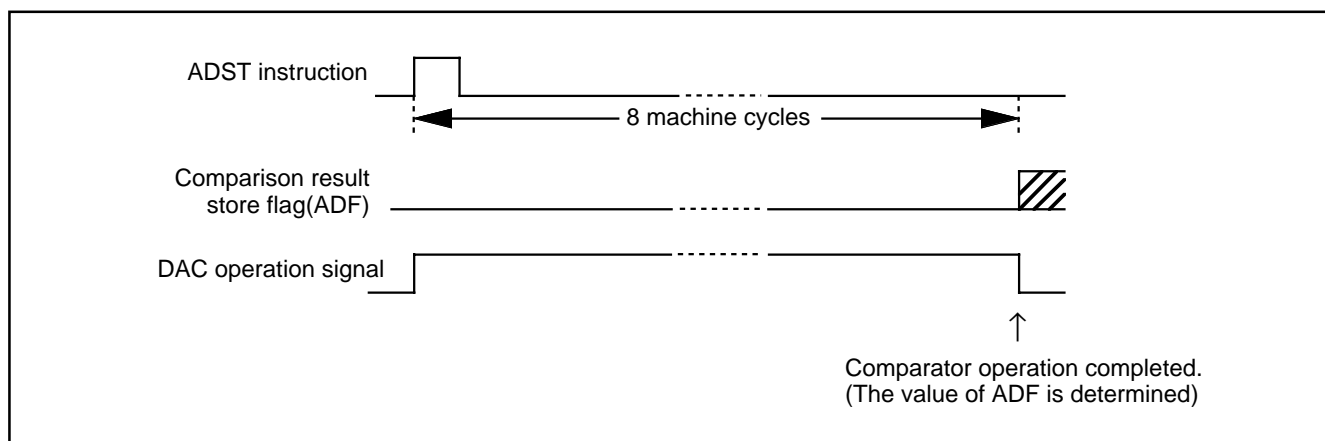 ADST instruction
8 machine cycles
Comparison result
store flag(ADF)
DAC operation signal
Comparator operation completed.
(The value of ADF is determined)